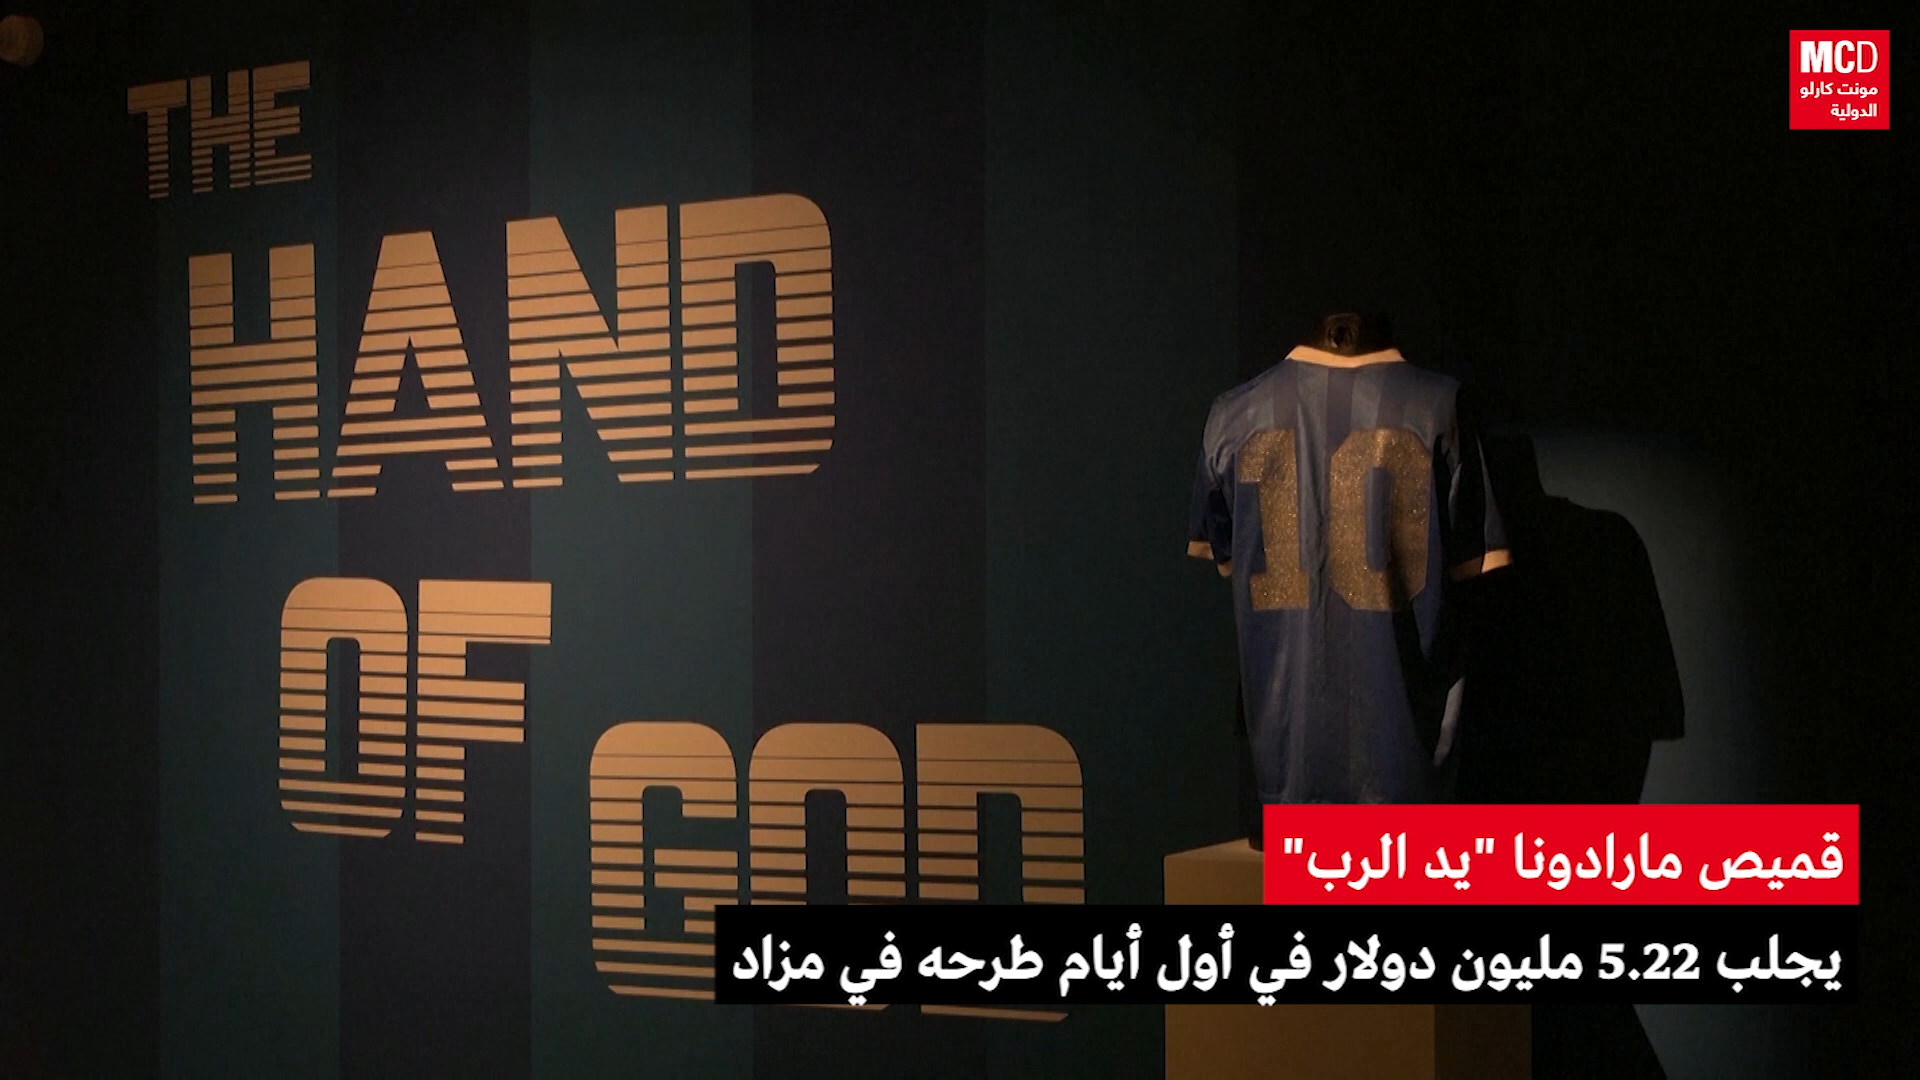 MCD
مونت كارلو
الدولية
THE
HAND
OF
GOD
10
قميص مارادونا "يد الرب"
يجلب 5.22 مليون دولار في أول أيام طرحه في مزاد